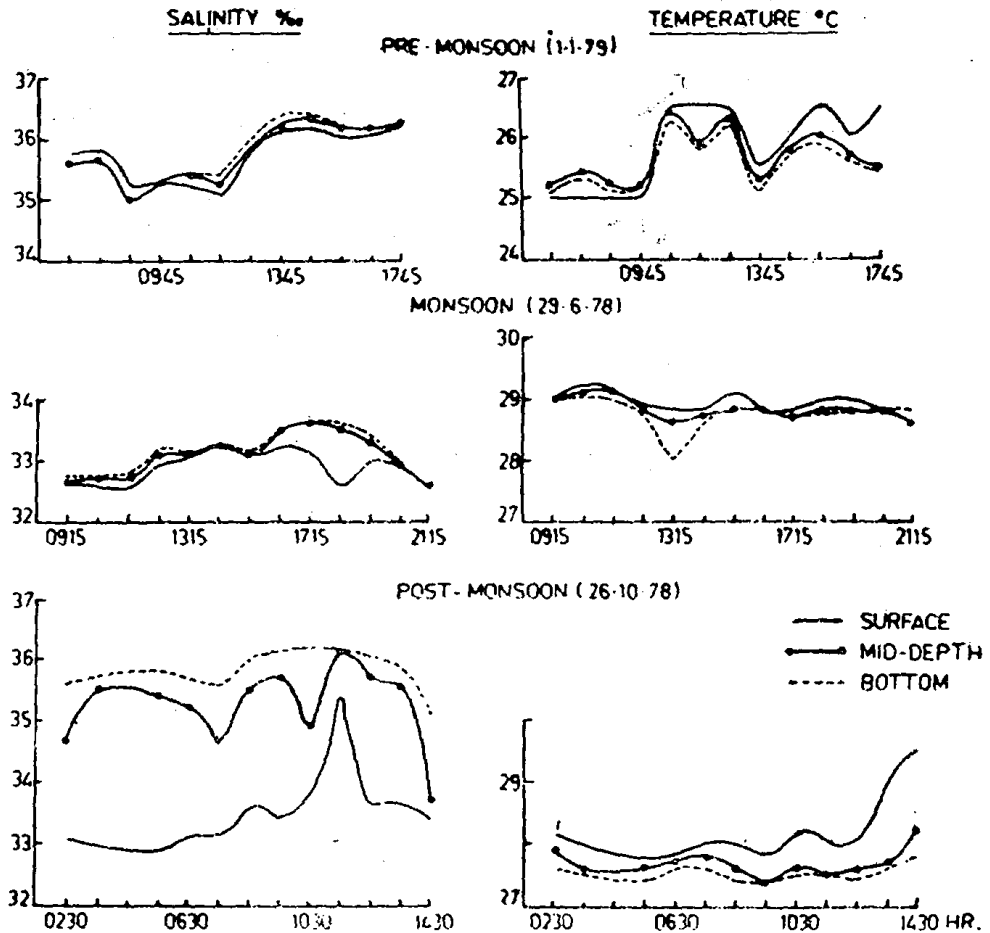 SALINITY ‰ TEMPERATURE °C
PRE-MONSOON (1·1·79)
37 27
36 26
35 25
34 24
0945 1345 1745 0945 1345 1745
MONSOON (29·6·78)
30
34 29
33 28
32 27
0915 1315 1715 2115 0915 1315 1715 2115
POST-MONSOON (26·10·78)
37
SURFACE
36 MID-DEPTH
BOTTOM
35
34 29
33
32 27
0230 0630 1030 1430 0230 0630 1030 1430 HR.